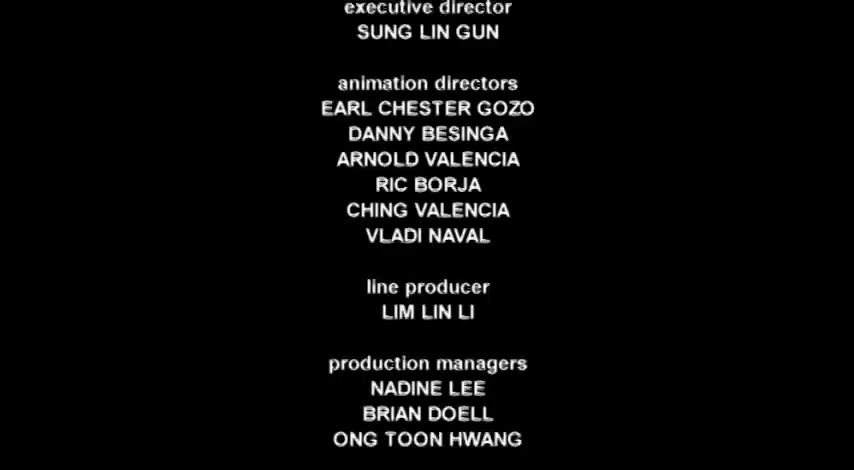 executive director
SUNG LIN GUN
animation directors
EARL CHESTER GOZO
DANNY BESINGA
ARNOLD VALENCIA
RIC BORJA
CHING VALENCIA
VLADI NAVAL
line producer
LIM LIN LI
production managers
NADINE LEE
BRIAN DOELL
ONG TOON HWANG